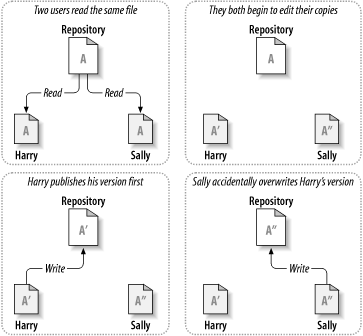 Two users read the same file
Repository
A
Read Read
A A
Harry Sally
They both begin to edit their copies
Repository
A
A' A"
Harry Sally
Harry publishes his version first
Repository
A'
Write
A' A"
Harry Sally
Sally accidentally overwrites Harry's version
Repository
A"
Write
A' A"
Harry Sally